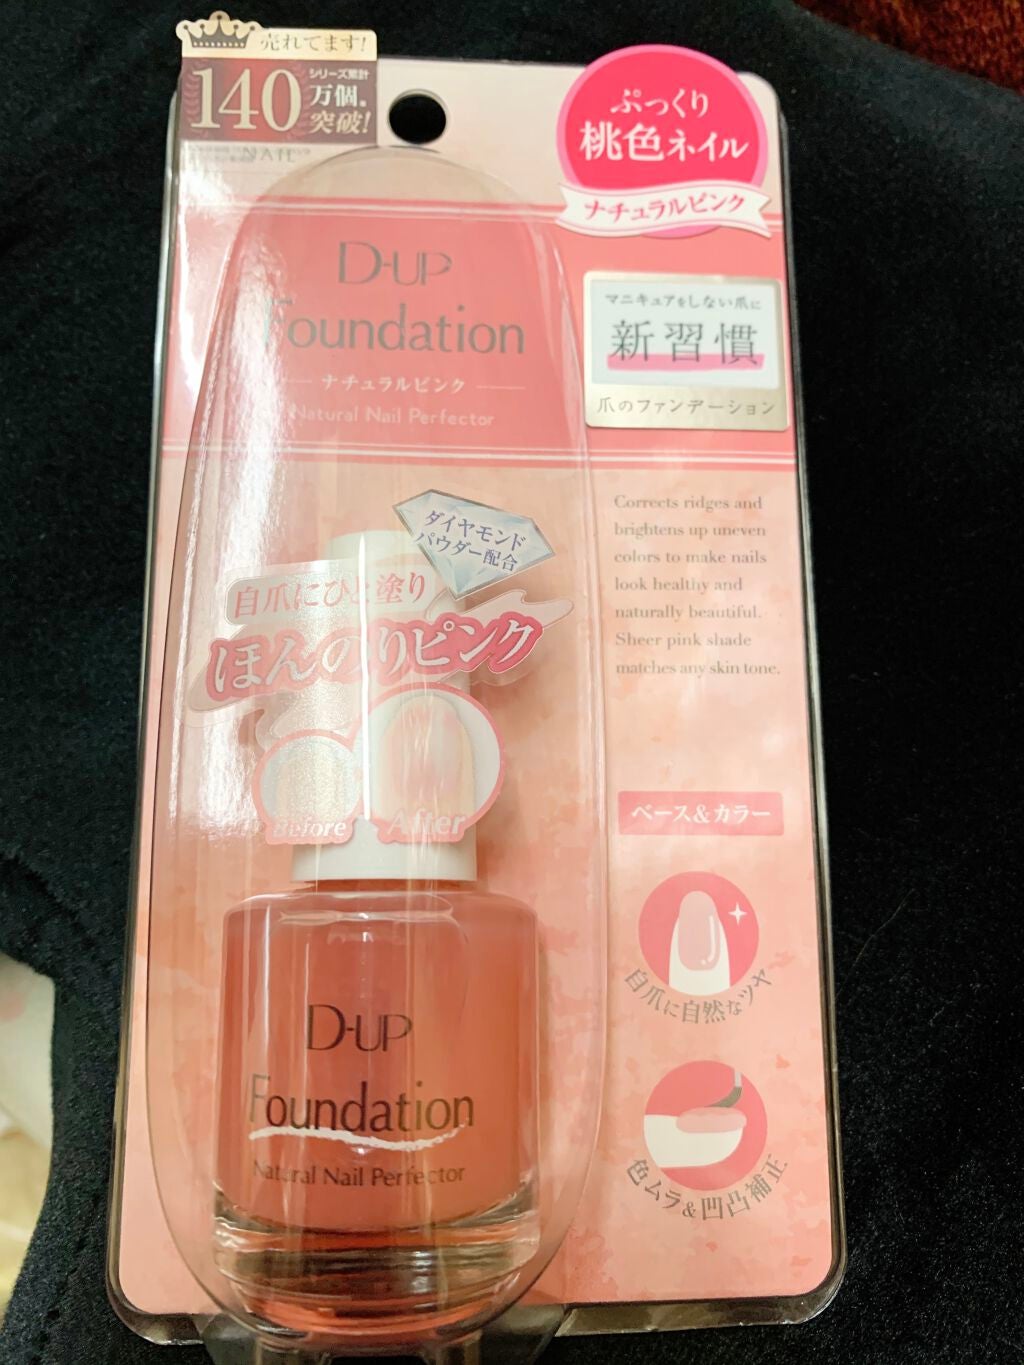 売れてます!
シリーズ累計
140万個※突破!
NAIL
ぷっくり
桃色ネイル
ナチュラルピンク
D-UP
Foundation
ナチュラルピンク
Natural Nail Perfector
マニキュアをしない爪に
新習慣
爪のファンデーション
ダイヤモンド
パウダー配合
自爪にひと塗り
ほんのりピンク
Before
After
Corrects ridges and
brightens up uneven
colors to make nails
look healthy and
naturally beautiful.
Sheer pink shade
matches any skin tone.
ベース&カラー
自爪に自然なツヤ
色ムラ&凹凸補正
D-UP
Foundation
Natural Nail Perfector